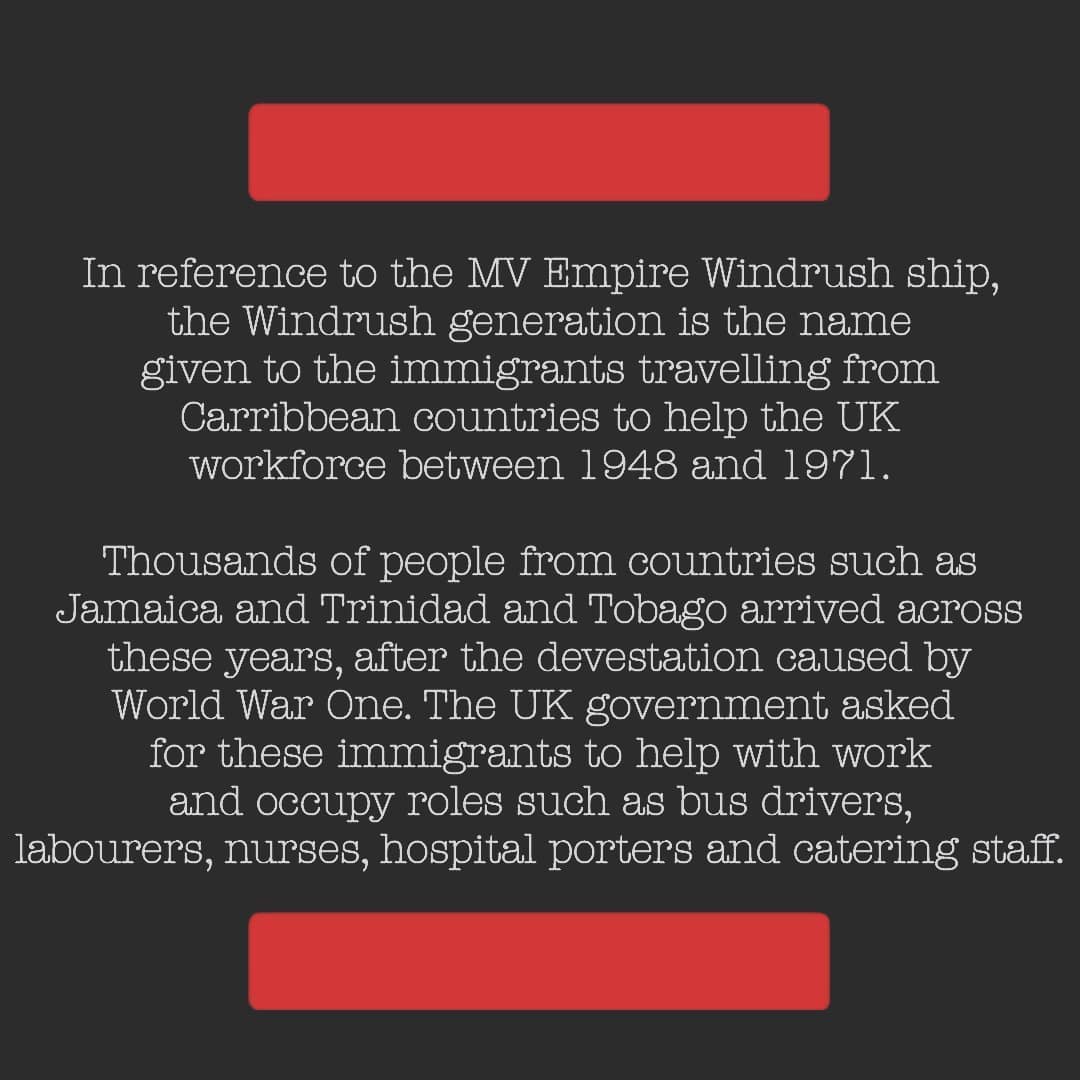 In reference to the MV Empire Windrush ship,
the Windrush generation is the name
given to the immigrants travelling from
Carribbean countries to help the UK
workforce between 1948 and 1971.
Thousands of people from countries such as
Jamaica and Trinidad and Tobago arrived across
these years, after the devestation caused by
World War One. The UK government asked
for these immigrants to help with work
and occupy roles such as bus drivers,
labourers, nurses, hospital porters and catering staff.